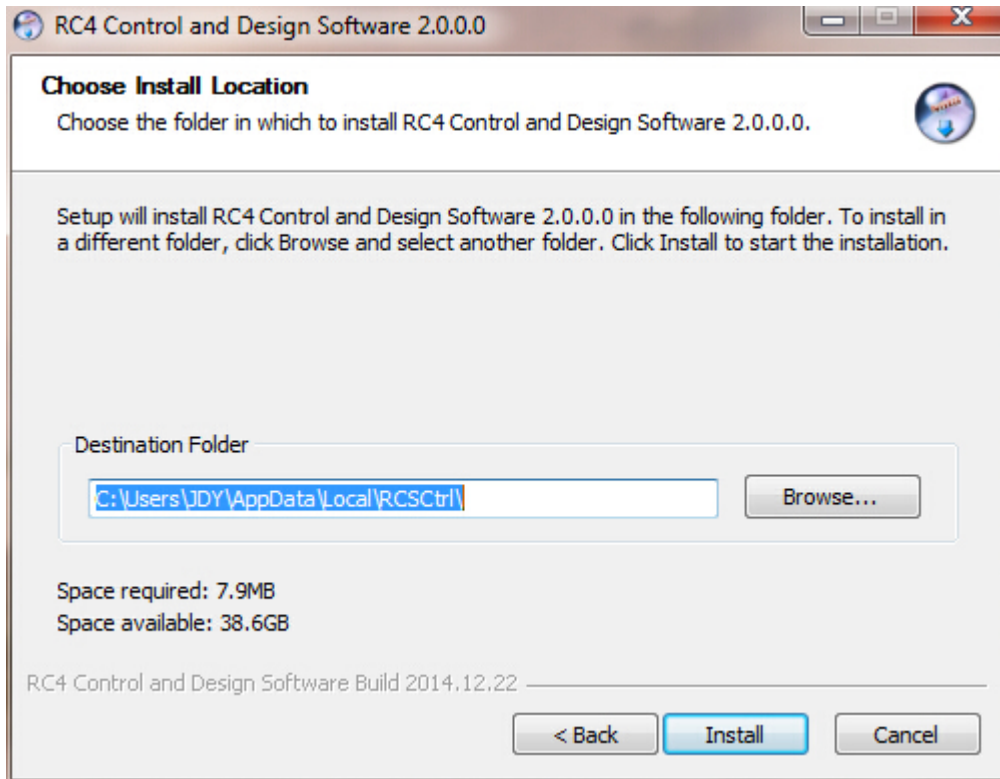 RC4 Control and Design Software 2.0.0.0
Choose Install Location
Choose the folder in which to install RC4 Control and Design Software 2.0.0.0.
Setup will install RC4 Control and Design Software 2.0.0.0 in the following folder. To install in
a different folder, click Browse and select another folder. Click Install to start the installation.
Destination Folder
C:\Users\JDY\AppData\Local\RCSCtrl\
Browse...
Space required: 7.9MB
Space available: 38.6GB
RC4 Control and Design Software Build 2014.12.22
< Back
Install
Cancel